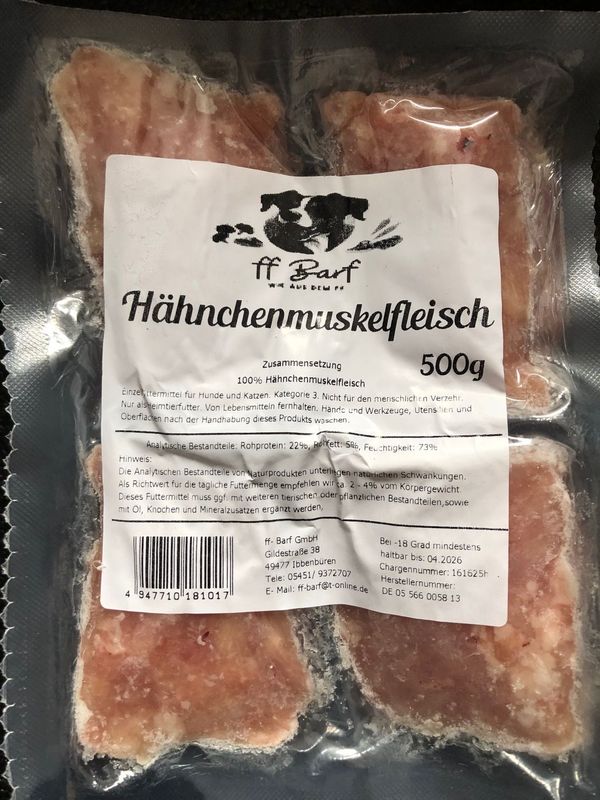 ff Barf
WIR AUS DEM FF
Hähnchenmuskelfleisch
500g
Zusammensetzung
100% Hähnchenmuskelfleisch
Einzelfuttermittel für Hunde und Katzen. Kategorie 3. Nicht für den menschlichen Verzehr.
Nur als Heimtierfutter. Von Lebensmitteln fernhalten. Hände und Werkzeuge, Utensilien und
Oberflächen nach der Handhabung dieses Produkts waschen.
Analytische Bestandteile: Rohprotein: 22%, Rohfett: 5%, Feuchtigkeit: 73%
Hinweis:
Die Analytischen Bestandteile von Naturprodukten unterliegen natürlichen Schwankungen.
Als Richtwert für die tägliche Futtermenge empfehlen wir ca. 2 - 4% vom Körpergewicht
Dieses Futtermittel muss ggf. mit weiteren tierischen oder pflanzlichen Bestandteilen,sowie
mit Öl, Knochen und Mineralzusätzen ergänzt werden.
4 947710 181017
ff- Barf GmbH
Gildestraße 38
49477 Ibbenbüren
Tele: 05451/ 9372707
E- Mail: ff-barf@t-online.de
Bei -18 Grad mindestens
haltbar bis: 04.2026
Chargennummer: 161625h
Herstellernummer:
DE 05 566 0058 13